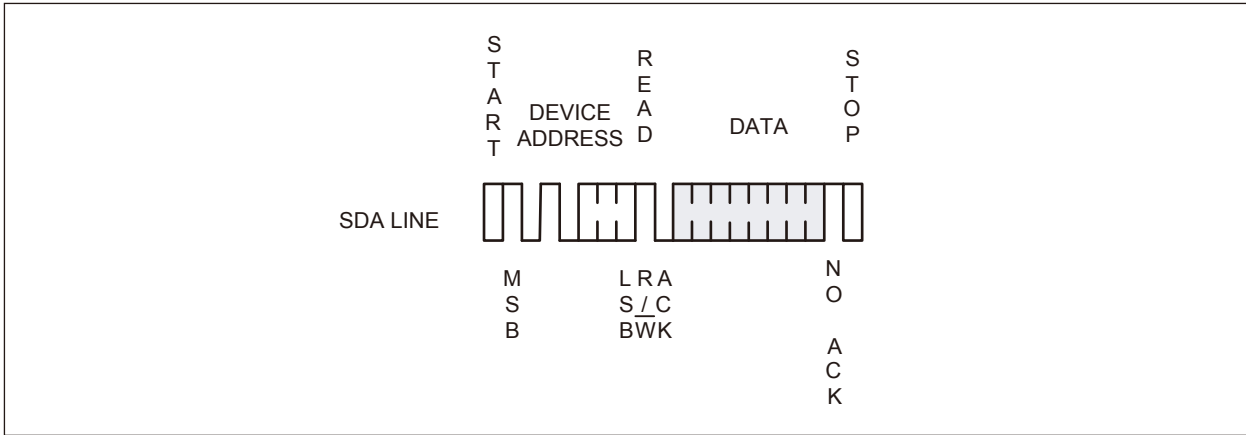 START
DEVICE
ADDRESS
READ
DATA
STOP
SDA LINE
MSB
LSB
R/W
ACK
NO ACK